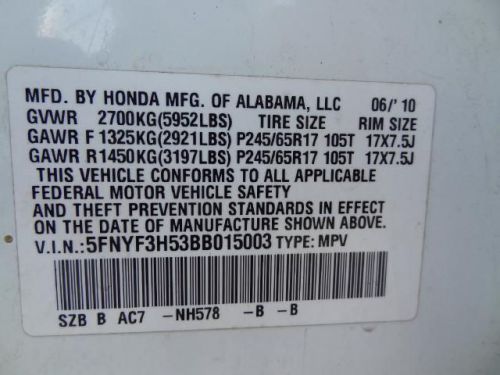 MFD. BY HONDA MFG. OF ALABAMA, LLC 06/'10
GVWR 2700KG(5952LBS) TIRE SIZE RIM SIZE
GAWR F 1325KG(2921LBS) P245/65R17 105T 17X7.5J
GAWR R1450KG(3197LBS) P245/65R17 105T 17X7.5J
THIS VEHICLE CONFORMS TO ALL APPLICABLE
FEDERAL MOTOR VEHICLE SAFETY
AND THEFT PREVENTION STANDARDS IN EFFECT
ON THE DATE OF MANUFACTURE SHOWN ABOVE.
V.I.N.:5FNYF3H53BB015003 TYPE: MPV
SZB B AC7 -NH578 -B -B